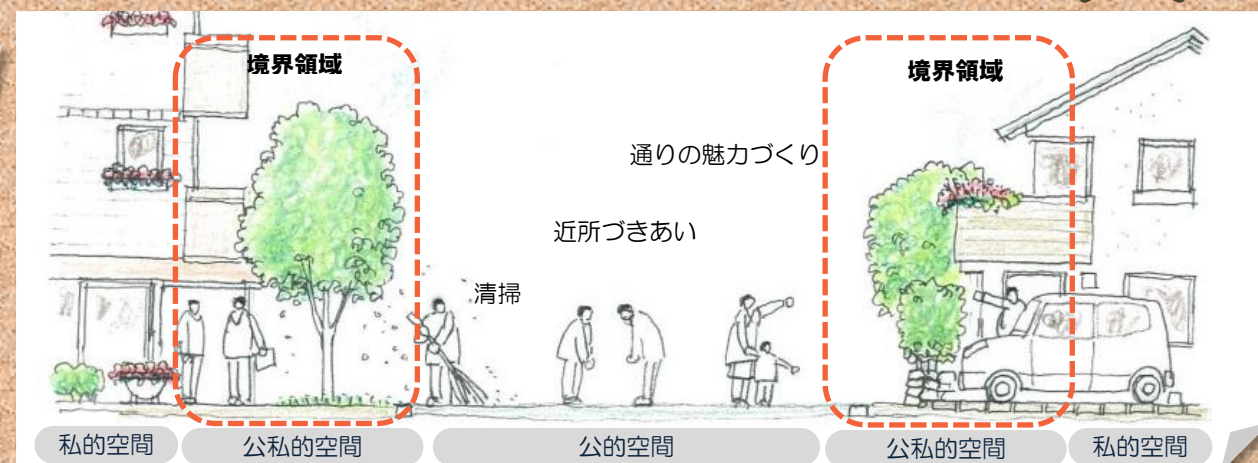 境界領域
境界領域
通りの魅力づくり
近所づきあい
清掃
私的空間
公私的空間
公的空間
公私的空間
私的空間